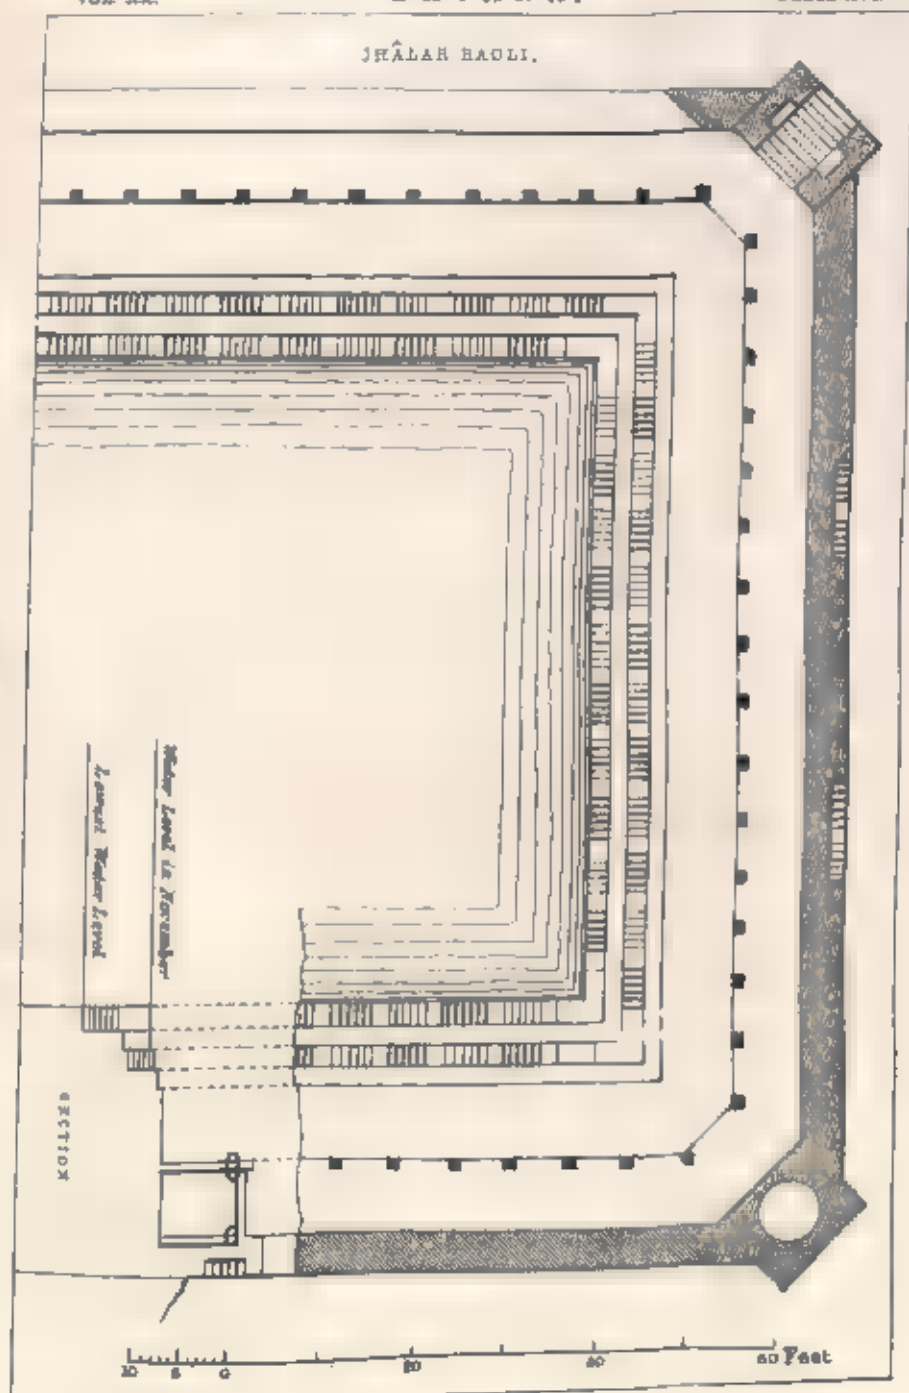 JHÂLAR BAOLI.
Water Level in November
Lowest Water Level
SECTION
10 5 0 20 40 60 Feet